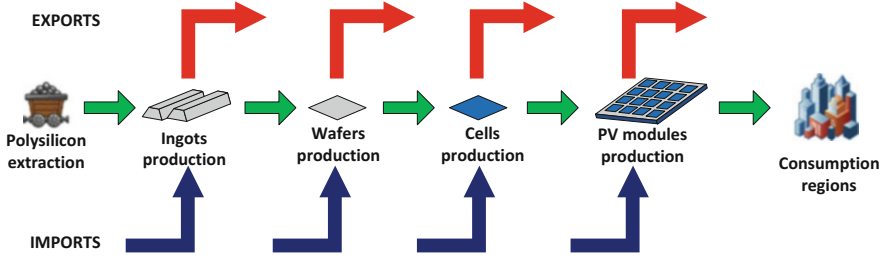 EXPORTS
Polysilicon
extraction
Ingots
production
Wafers
production
Cells
production
PV modules
production
Consumption
regions
IMPORTS